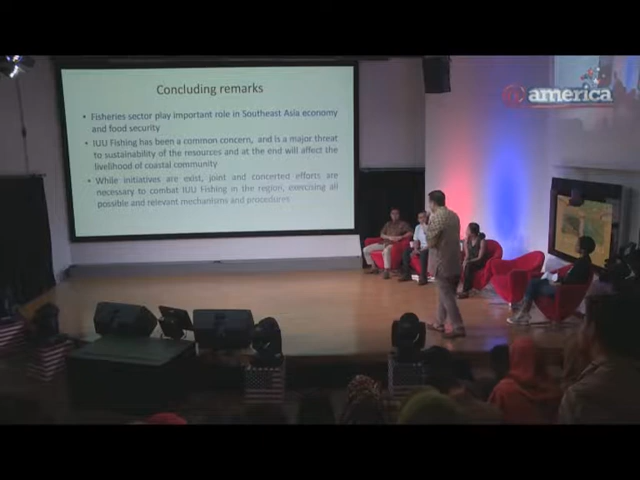 @america
Concluding remarks
• Fisheries sector play important role in Southeast Asia economy
and food security
• IUU Fishing has been a common concern, and is a major threat
to sustainability of the resources and at the end will affect the
livelihood of coastal community
• While initiatives are exist, joint and concerted efforts are
necessary to combat IUU Fishing in the region, exercising all
possible and relevant mechanisms and procedures